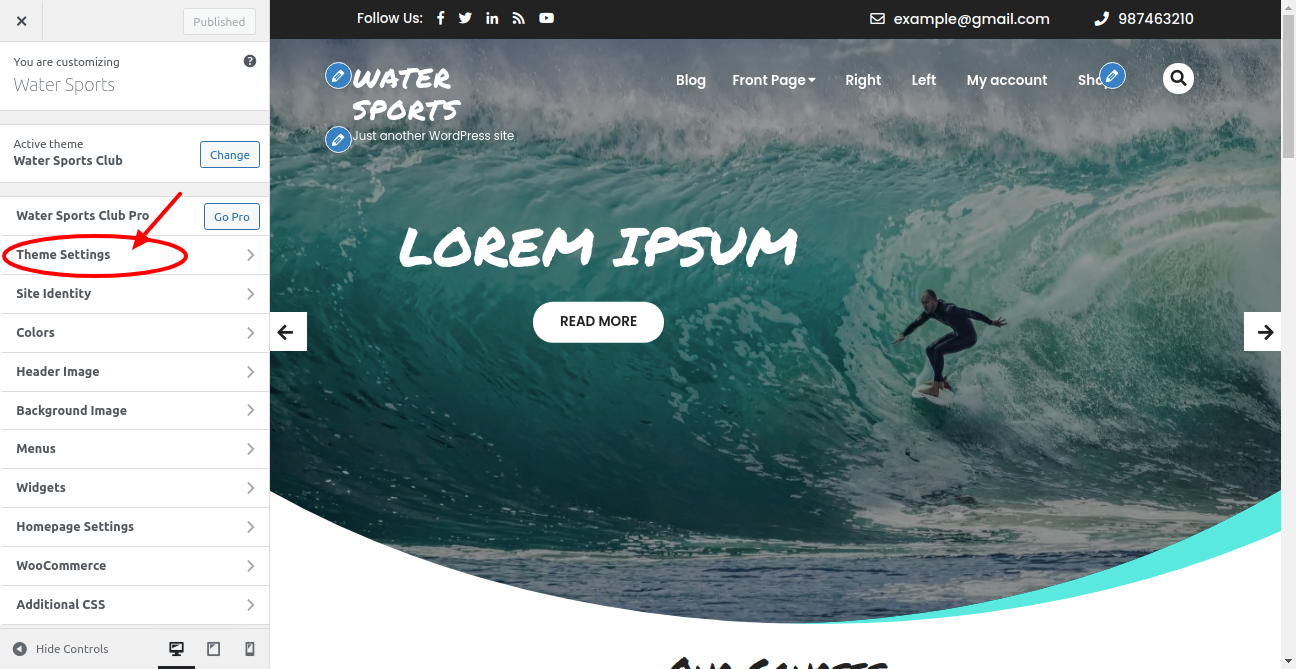 Published
You are customizing
Water Sports
Active theme
Water Sports Club
Change
Water Sports Club Pro
Go Pro
Theme Settings
Site Identity
Colors
Header Image
Background Image
Menus
Widgets
Homepage Settings
WooCommerce
Additional CSS
Hide Controls
Follow Us:
example@gmail.com
987463210
WATER
SPORTS
Just another WordPress site
Blog
Front Page
Right
Left
My account
LOREM IPSUM
READ MORE